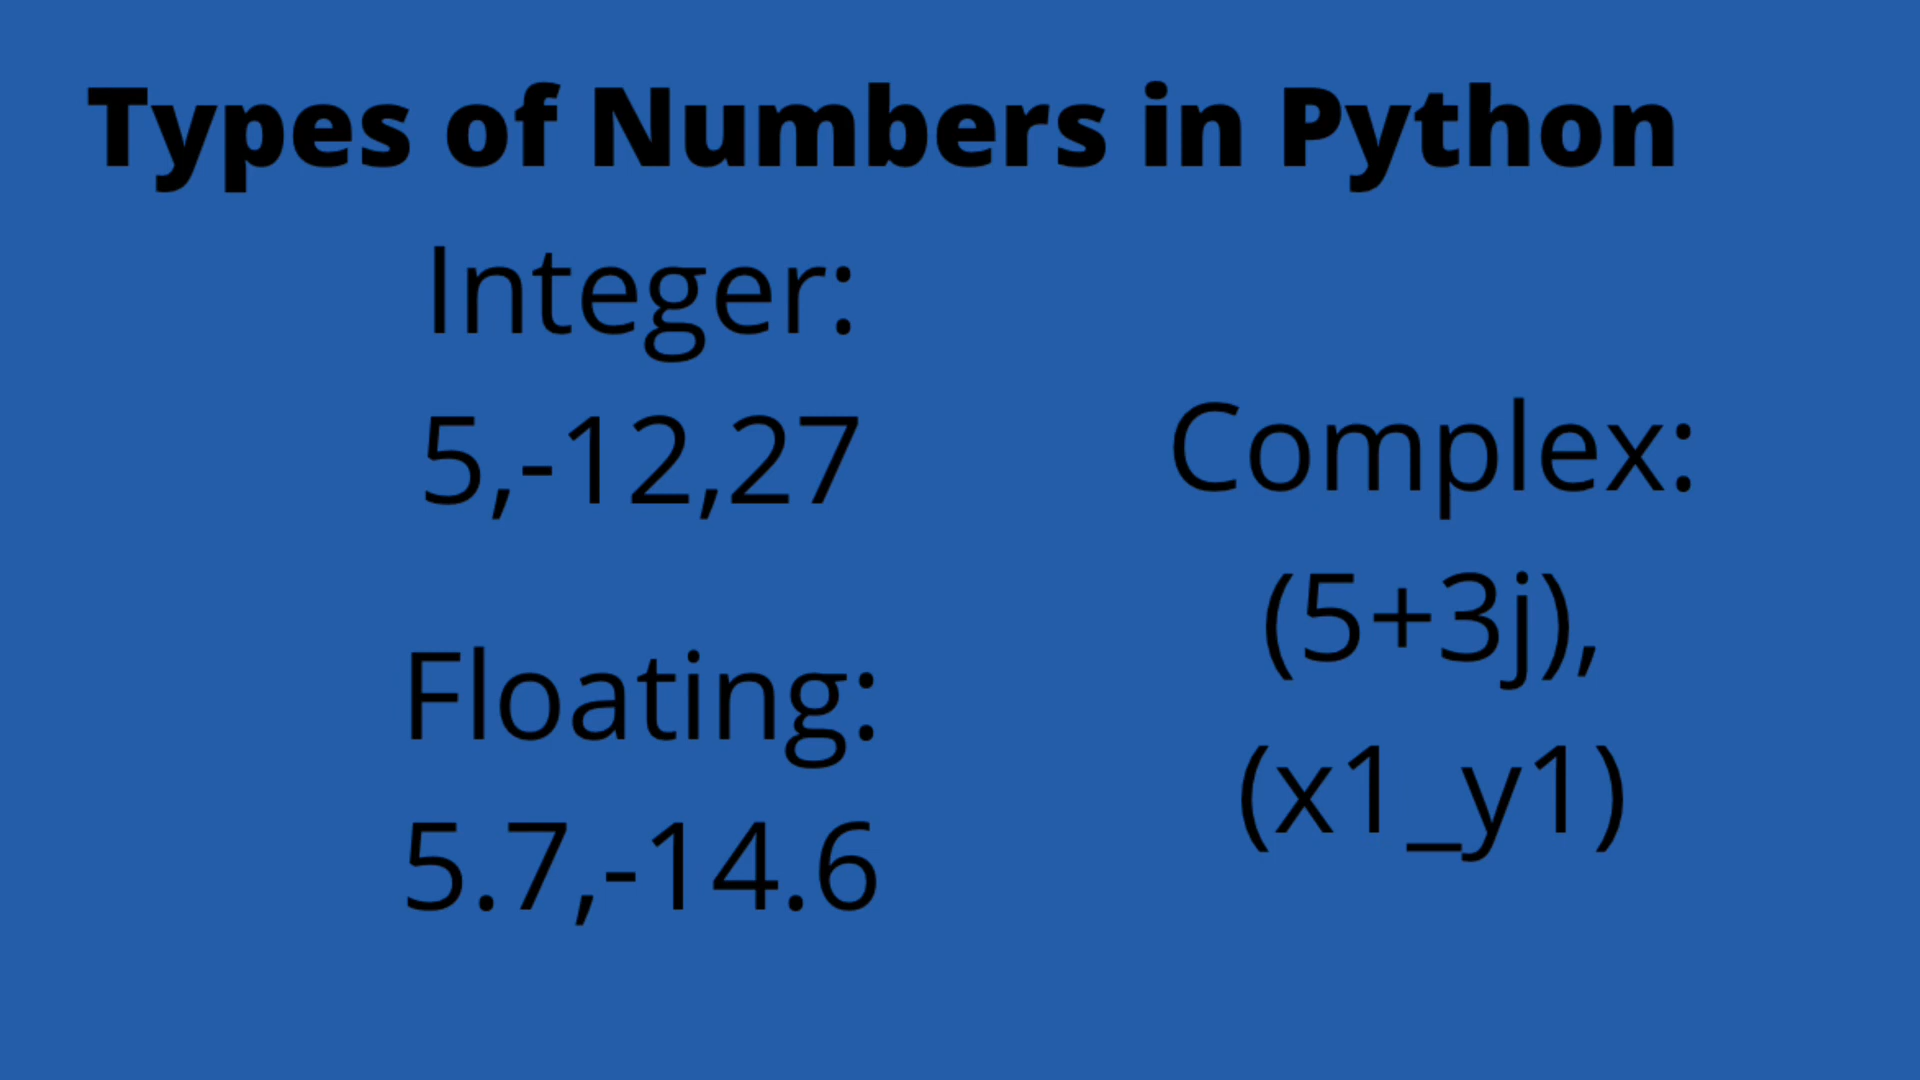 Types of Numbers in Python
Integer:
5,-12,27
Floating:
5.7,-14.6
Complex:
(5+3j),
(x1_y1)